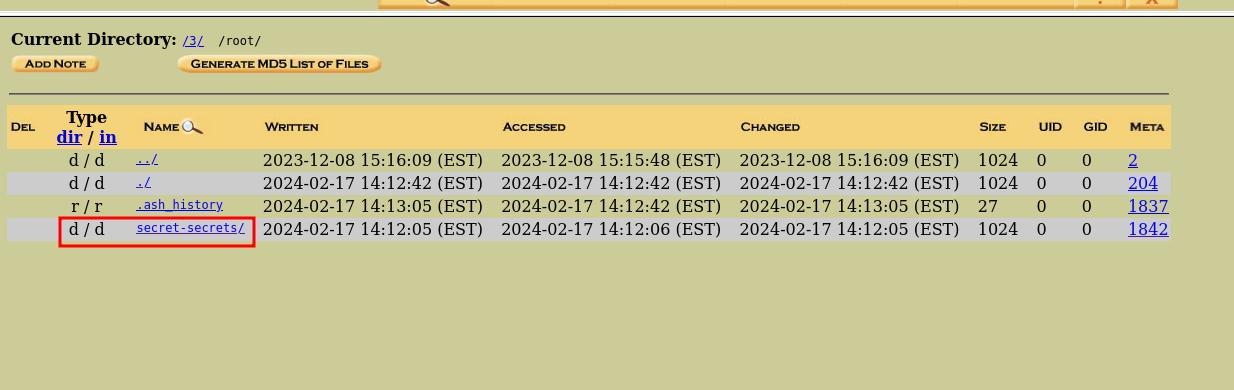 Current Directory: /3/ /root/
ADD NOTE GENERATE MD5 LIST OF FILES
DEL Type dir / in NAME WRITTEN ACCESSED CHANGED SIZE UID GID META
d / d ../ 2023-12-08 15:16:09 (EST) 2023-12-08 15:15:48 (EST) 2023-12-08 15:16:09 (EST) 1024 0 0 2
d / d ./ 2024-02-17 14:12:42 (EST) 2024-02-17 14:12:42 (EST) 2024-02-17 14:12:42 (EST) 1024 0 0 204
r / r .ash_history 2024-02-17 14:13:05 (EST) 2024-02-17 14:12:42 (EST) 2024-02-17 14:13:05 (EST) 27 0 0 1837
d / d secret-secrets/ 2024-02-17 14:12:05 (EST) 2024-02-17 14:12:06 (EST) 2024-02-17 14:12:05 (EST) 1024 0 0 1842